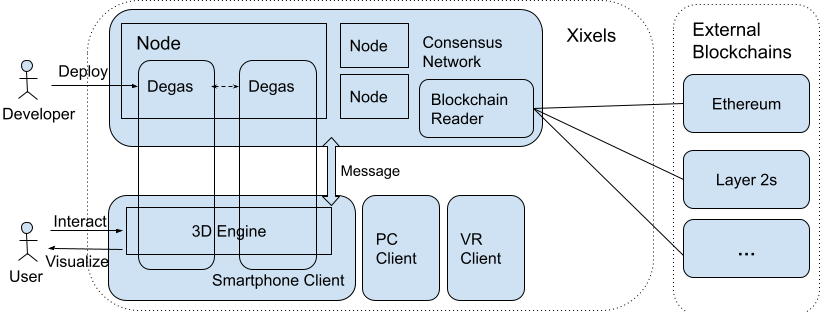 Xixels
External
Blockchains
Node
Node
Consensus
Network
Deploy
Degas
Degas
Node
Blockchain
Reader
Ethereum
Developer
Message
Layer 2s
Interact
3D Engine
PC
Client
VR
Client
...
Visualize
User
Smartphone Client